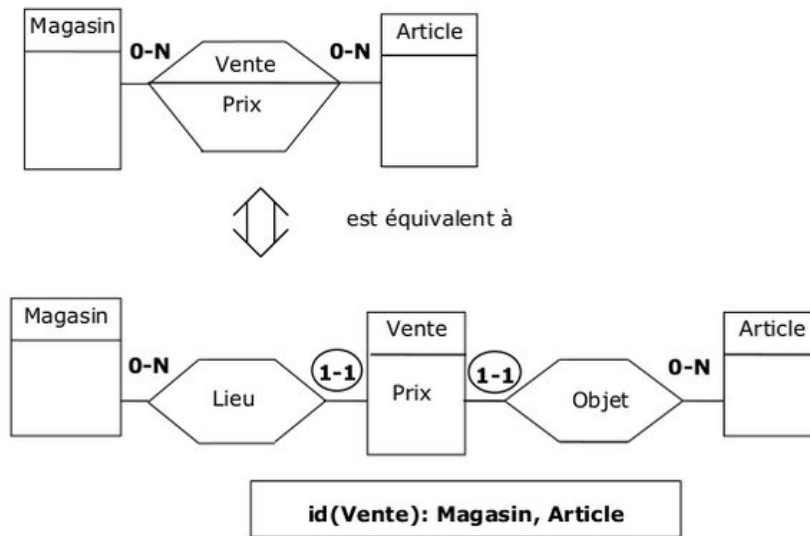 Magasin
0-N
Vente
Prix
0-N
Article
est équivalent à
Magasin
0-N
Lieu
1-1
Vente
Prix
1-1
Objet
0-N
Article
id(Vente): Magasin, Article